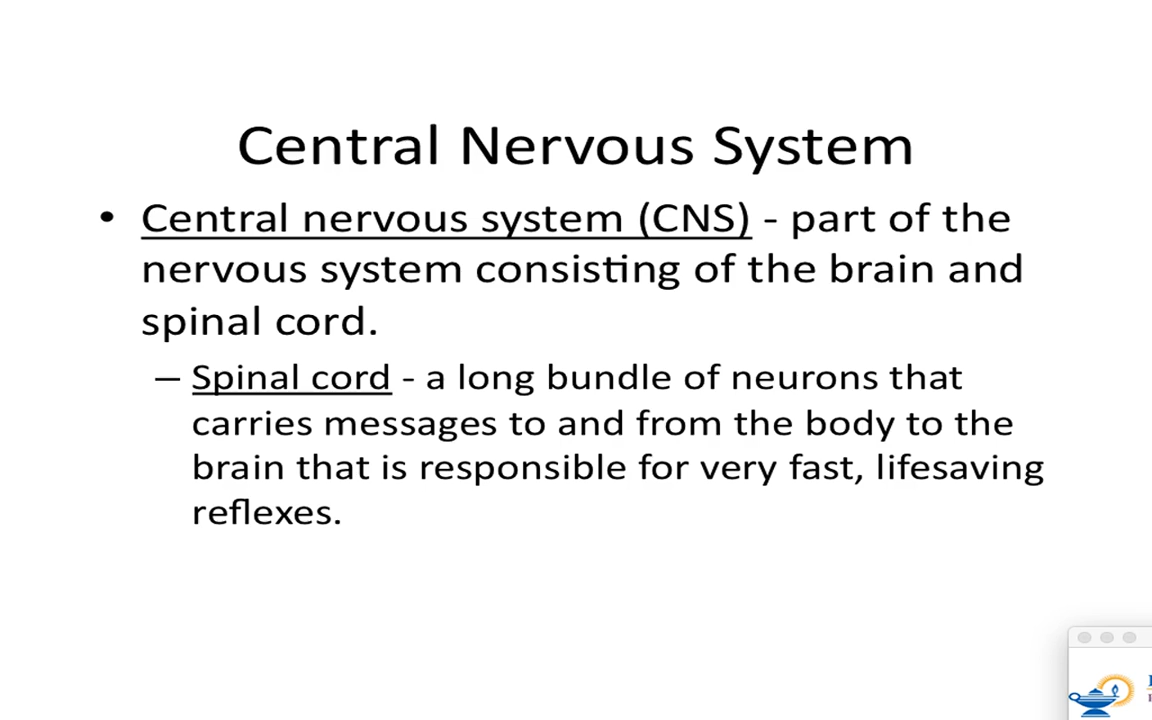 Central Nervous System
• Central nervous system (CNS) - part of the
nervous system consisting of the brain and
spinal cord.
– Spinal cord - a long bundle of neurons that
carries messages to and from the body to the
brain that is responsible for very fast, lifesaving
reflexes.